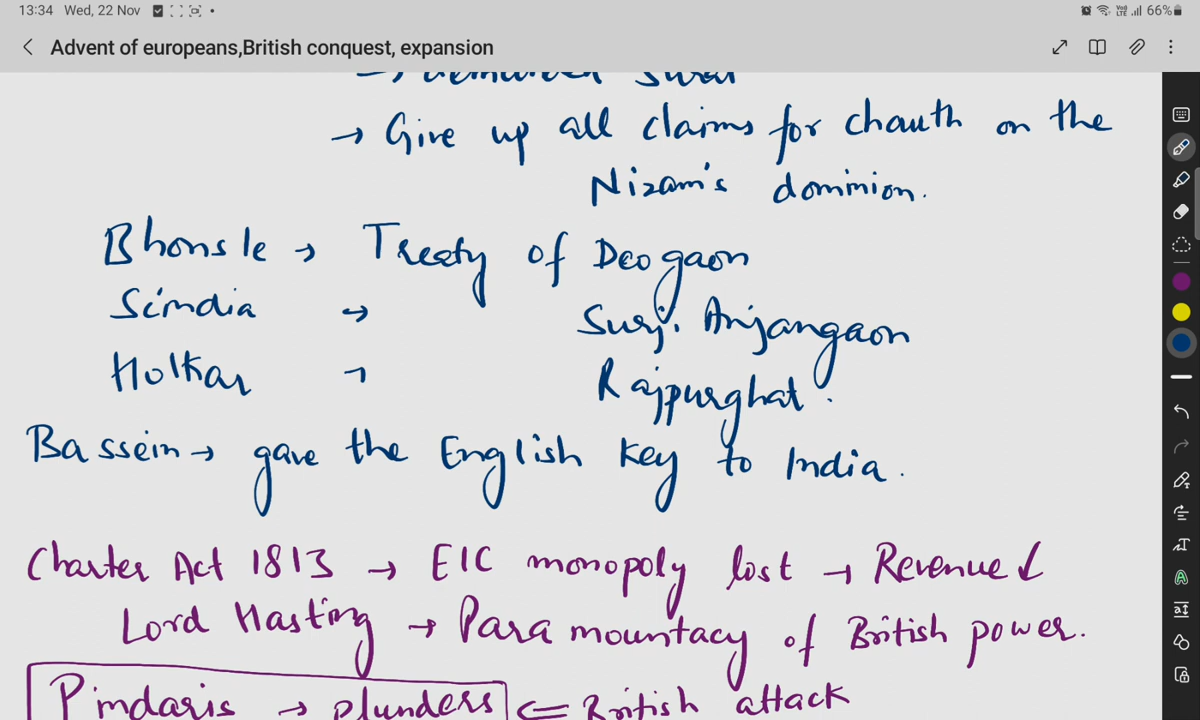 13:34 Wed, 22 Nov
66%
Advent of europeans,British conquest, expansion
→ demanded Surat
→ Give up all claims for chauth on the
Nizam's dominion.
Bhonsle → Treaty of Deogaon
Scindia → Surji. Anjangaon
Holkar → Rajpurghat.
Bassein → gave the English key to India.
Charter Act 1813 → EIC monopoly lost → Revenue ↓
Lord Hasting → Paramountacy of British power.
Pindaris → plunders ⇐ British attack